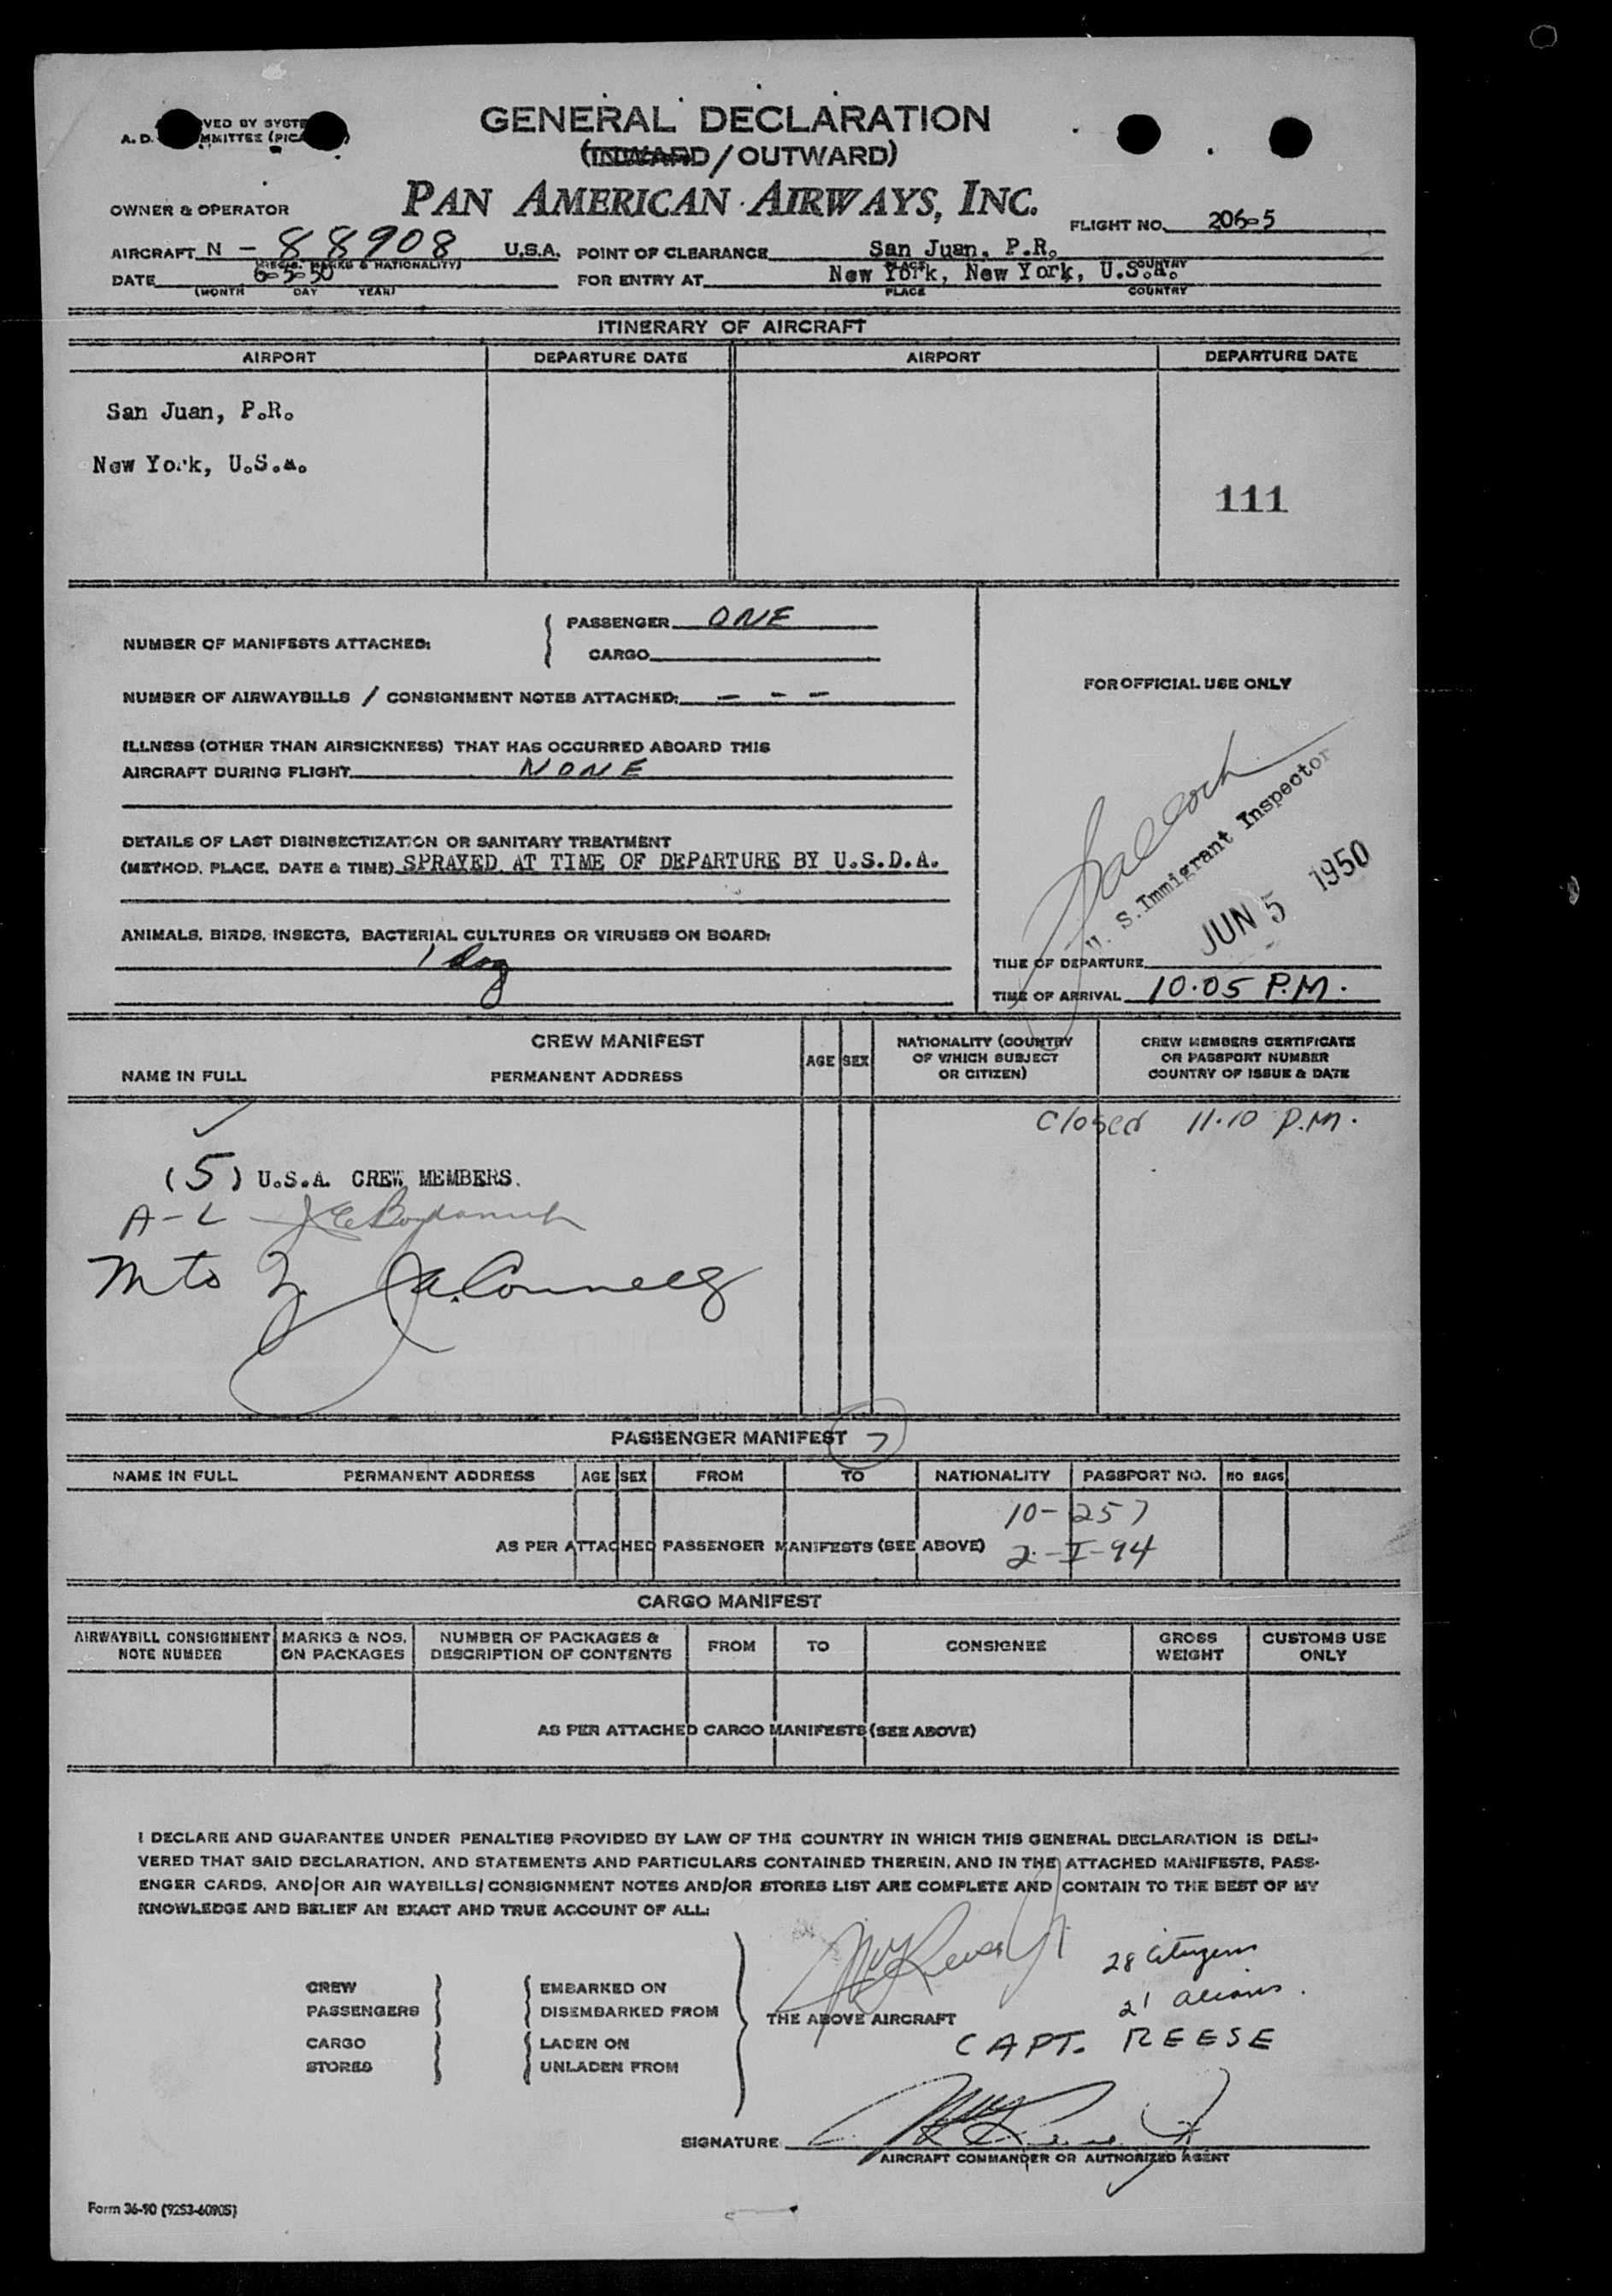 GENERAL DECLARATION
(INWARD/OUTWARD)
PAN AMERICAN AIRWAYS, INC.
OWNER & OPERATOR
FLIGHT NO. 206-5
AIRCRAFT N - 88908 U.S.A. POINT OF CLEARANCE San Juan, P.R.
DATE 6-5-50 FOR ENTRY AT New York, New York, U.S.A.
(MONTH DAY YEAR) PLACE COUNTRY
ITINERARY OF AIRCRAFT
AIRPORT DEPARTURE DATE AIRPORT DEPARTURE DATE
San Juan, P.R.
New York, U.S.A.
111
NUMBER OF MANIFESTS ATTACHED: PASSENGER ONE
CARGO
NUMBER OF AIRWAYBILLS / CONSIGNMENT NOTES ATTACHED: - - -
FOR OFFICIAL USE ONLY
ILLNESS (OTHER THAN AIRSICKNESS) THAT HAS OCCURRED ABOARD THIS
AIRCRAFT DURING FLIGHT NONE
DETAILS OF LAST DISINSECTIZATION OR SANITARY TREATMENT
(METHOD, PLACE, DATE & TIME) SPRAYED AT TIME OF DEPARTURE BY U.S.D.A.
U. S. Immigrant Inspector
JUN 5 1950
ANIMALS, BIRDS, INSECTS, BACTERIAL CULTURES OR VIRUSES ON BOARD:
1 dog
TIME OF DEPARTURE
TIME OF ARRIVAL 10.05 P.M.
CREW MANIFEST
NAME IN FULL PERMANENT ADDRESS AGE SEX NATIONALITY (COUNTRY OF WHICH SUBJECT OR CITIZEN) CREW MEMBERS CERTIFICATE OR PASSPORT NUMBER COUNTRY OF ISSUE & DATE
Closed 11.10 P.M.
(5) U.S.A. CREW MEMBERS.
A-L
PASSENGER MANIFEST 7
NAME IN FULL PERMANENT ADDRESS AGE SEX FROM TO NATIONALITY PASSPORT NO. NO BAGS
10-257
AS PER ATTACHED PASSENGER MANIFESTS (SEE ABOVE) 2-I-94
CARGO MANIFEST
AIRWAYBILL CONSIGNMENT NOTE NUMBER MARKS & NOS. ON PACKAGES NUMBER OF PACKAGES & DESCRIPTION OF CONTENTS FROM TO CONSIGNEE GROSS WEIGHT CUSTOMS USE ONLY
AS PER ATTACHED CARGO MANIFESTS (SEE ABOVE)
I DECLARE AND GUARANTEE UNDER PENALTIES PROVIDED BY LAW OF THE COUNTRY IN WHICH THIS GENERAL DECLARATION IS DELI-
VERED THAT SAID DECLARATION, AND STATEMENTS AND PARTICULARS CONTAINED THEREIN, AND IN THE ATTACHED MANIFESTS, PASS-
ENGER CARDS, AND/OR AIR WAYBILLS/CONSIGNMENT NOTES AND/OR STORES LIST ARE COMPLETE AND CONTAIN TO THE BEST OF MY
KNOWLEDGE AND BELIEF AN EXACT AND TRUE ACCOUNT OF ALL:
28 Citizens
21 Aliens.
CREW EMBARKED ON
PASSENGERS DISEMBARKED FROM THE ABOVE AIRCRAFT
CARGO LADEN ON CAPT. REESE
STORES UNLADEN FROM
SIGNATURE
AIRCRAFT COMMANDER OR AUTHORIZED AGENT
Form 36-90 (9253-60905)